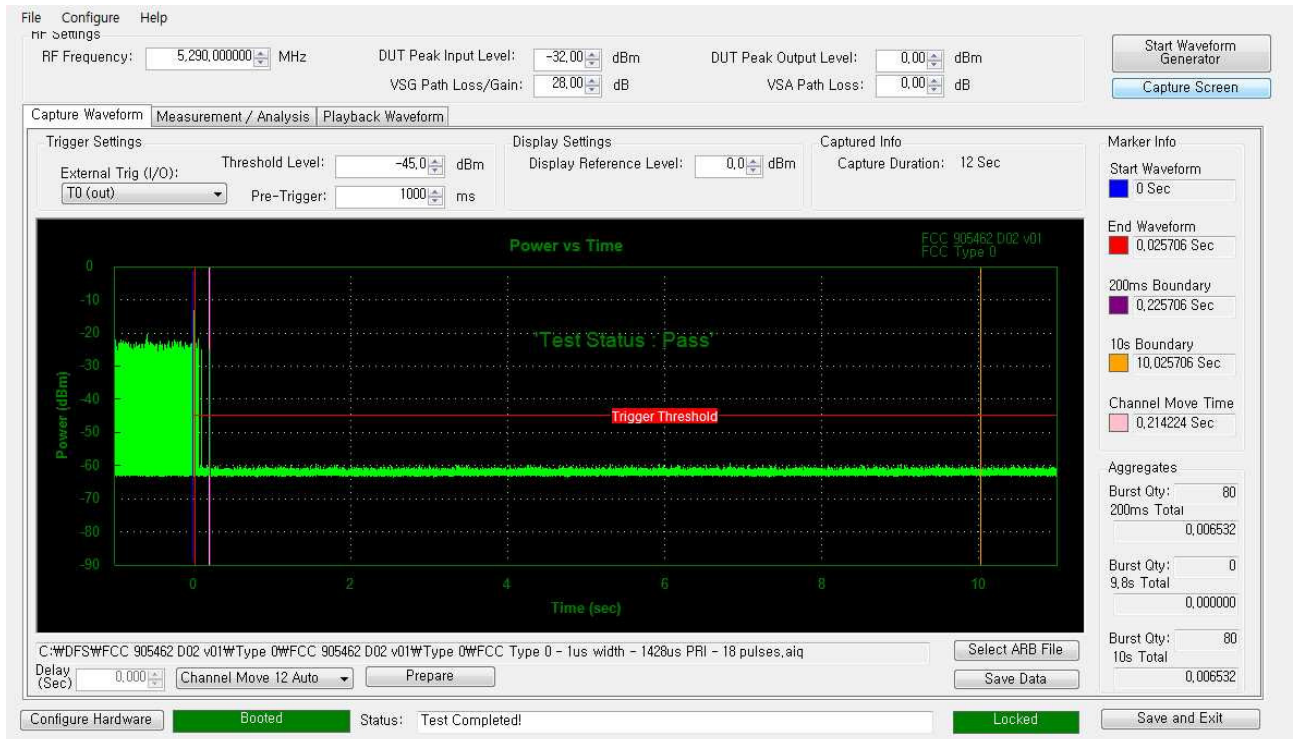 File Configure Help
RF Settings
RF Frequency: 5,290,000000 MHz DUT Peak Input Level: -32,00 dBm DUT Peak Output Level: 0,00 dBm
VSG Path Loss/Gain: 28,00 dB VSA Path Loss: 0,00 dB
Start Waveform
Generator
Capture Screen
Capture Waveform Measurement / Analysis Playback Waveform
Trigger Settings
External Trig (I/O):
T0 (out)
Threshold Level: -45,0 dBm
Pre-Trigger: 1000 ms
Display Settings
Display Reference Level: 0,0 dBm
Captured Info
Capture Duration: 12 Sec
Marker Info
Start Waveform
0 Sec
End Waveform
0,025706 Sec
200ms Boundary
0,225706 Sec
10s Boundary
10,025706 Sec
Channel Move Time
0,214224 Sec
Aggregates
Burst Qty: 80
200ms Total
0,006532
Burst Qty: 0
9,8s Total
0,000000
Burst Qty: 80
10s Total
0,006532
Power vs Time
FCC 905462 D02 v01
FCC Type 0
'Test Status : Pass'
Trigger Threshold
Power (dBm)
0
-10
-20
-30
-40
-50
-60
-70
-80
-90
0 2 4 6 8 10
Time (sec)
C:₩DFS₩FCC 905462 D02 v01₩Type 0₩FCC 905462 D02 v01₩Type 0₩FCC Type 0 - 1us width - 1428us PRI - 18 pulses,aiq
Select ARB File
Delay
(Sec) 0,000 Channel Move 12 Auto Prepare Save Data
Configure Hardware Booted Status: Test Completed! Locked Save and Exit